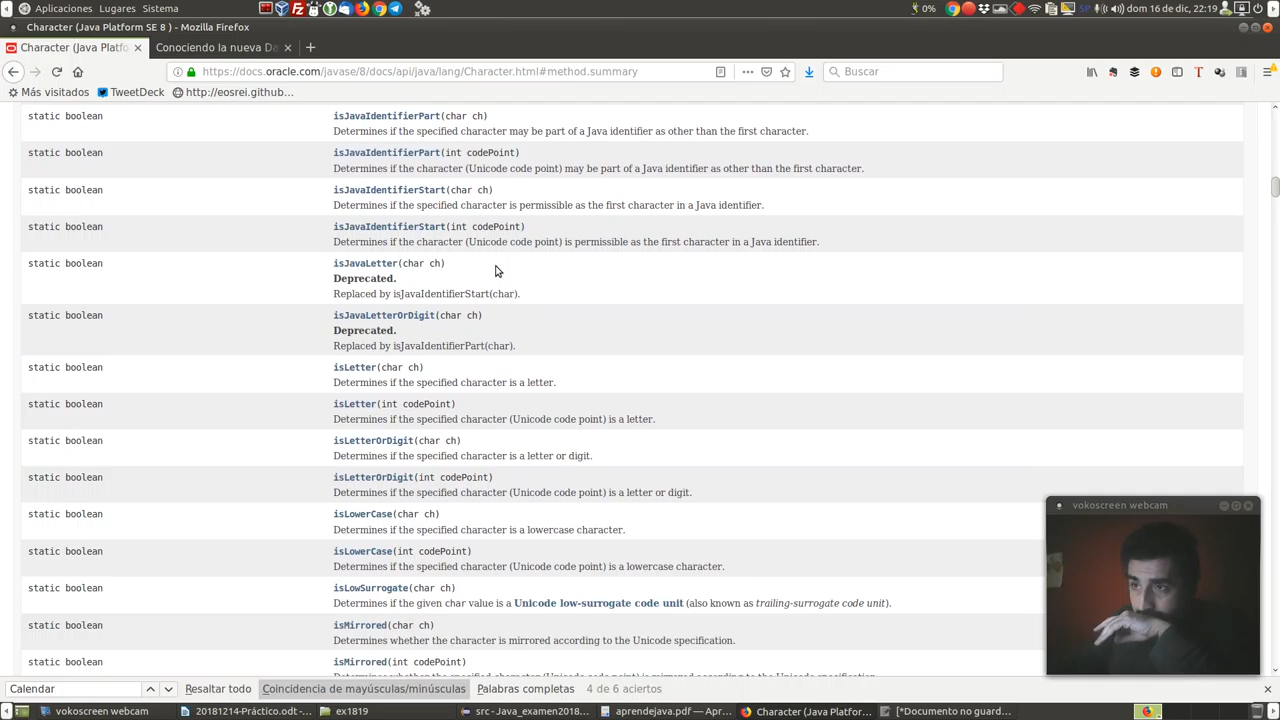 Aplicaciones Lugares Sistema
0% SP dom 16 de dic, 22:19
Character (Java Platform SE 8 ) - Mozilla Firefox
Character (Java Platfo Conociendo la nueva Da
https://docs.oracle.com/javase/8/docs/api/java/lang/Character.html#method.summary Buscar
Más visitados TweetDeck http://eosrei.github...
static boolean isJavaIdentifierPart(char ch)
Determines if the specified character may be part of a Java identifier as other than the first character.
static boolean isJavaIdentifierPart(int codePoint)
Determines if the character (Unicode code point) may be part of a Java identifier as other than the first character.
static boolean isJavaIdentifierStart(char ch)
Determines if the specified character is permissible as the first character in a Java identifier.
static boolean isJavaIdentifierStart(int codePoint)
Determines if the character (Unicode code point) is permissible as the first character in a Java identifier.
static boolean isJavaLetter(char ch)
Deprecated.
Replaced by isJavaIdentifierStart(char).
static boolean isJavaLetterOrDigit(char ch)
Deprecated.
Replaced by isJavaIdentifierPart(char).
static boolean isLetter(char ch)
Determines if the specified character is a letter.
static boolean isLetter(int codePoint)
Determines if the specified character (Unicode code point) is a letter.
static boolean isLetterOrDigit(char ch)
Determines if the specified character is a letter or digit.
static boolean isLetterOrDigit(int codePoint)
Determines if the specified character (Unicode code point) is a letter or digit.
static boolean isLowerCase(char ch)
Determines if the specified character is a lowercase character.
static boolean isLowerCase(int codePoint)
Determines if the specified character (Unicode code point) is a lowercase character.
static boolean isLowSurrogate(char ch)
Determines if the given char value is a Unicode low-surrogate code unit (also known as trailing-surrogate code unit).
static boolean isMirrored(char ch)
Determines whether the character is mirrored according to the Unicode specification.
static boolean isMirrored(int codePoint)
vokoscreen webcam
Calendar Resaltar todo Coincidencia de mayúsculas/minúsculas Palabras completas 4 de 6 aciertos
vokoscreen webcam 20181214-Práctico.odt -... ex1819 src - Java_examen2018... aprendejava.pdf — Apr... Character (Java Platfor... [*Documento no guard...